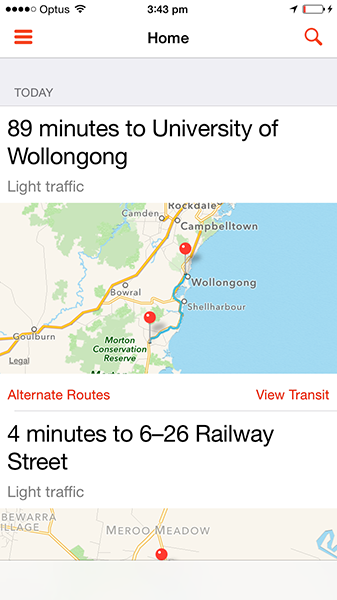 Optus 3:43 pm
Home
TODAY
89 minutes to University of
Wollongong
Light traffic
Rockdale
Camden
Campbelltown
Wollongong
Bowral
Shellharbour
Goulburn
Morton
Conservation
Reserve
Legal
Alternate Routes View Transit
4 minutes to 6–26 Railway
Street
Light traffic
BEWARRA
ILLAGE
MEROO MEADOW